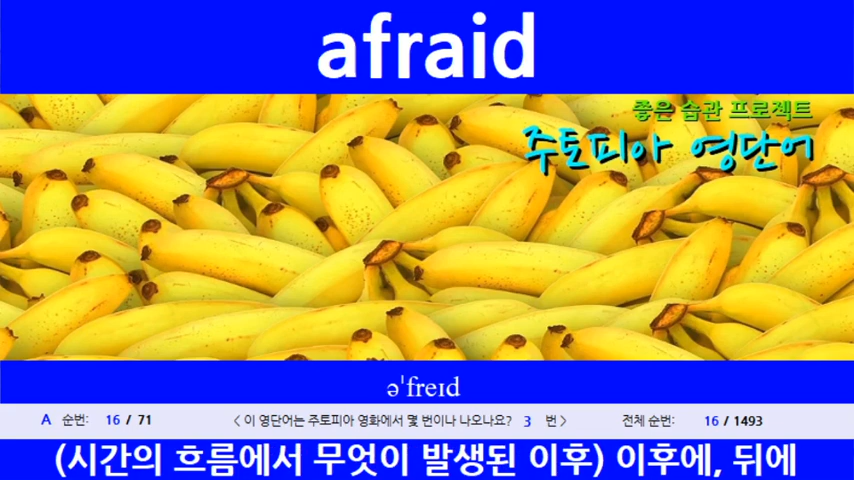 afraid
좋은 습관 프로젝트
주토피아 영단어
əˈfreɪd
A 순번: 16 / 71 < 이 영단어는 주토피아 영화에서 몇 번이나 나오나요? 3 번 > 전체 순번: 16 / 1493
(시간의 흐름에서 무엇이 발생된 이후) 이후에, 뒤에